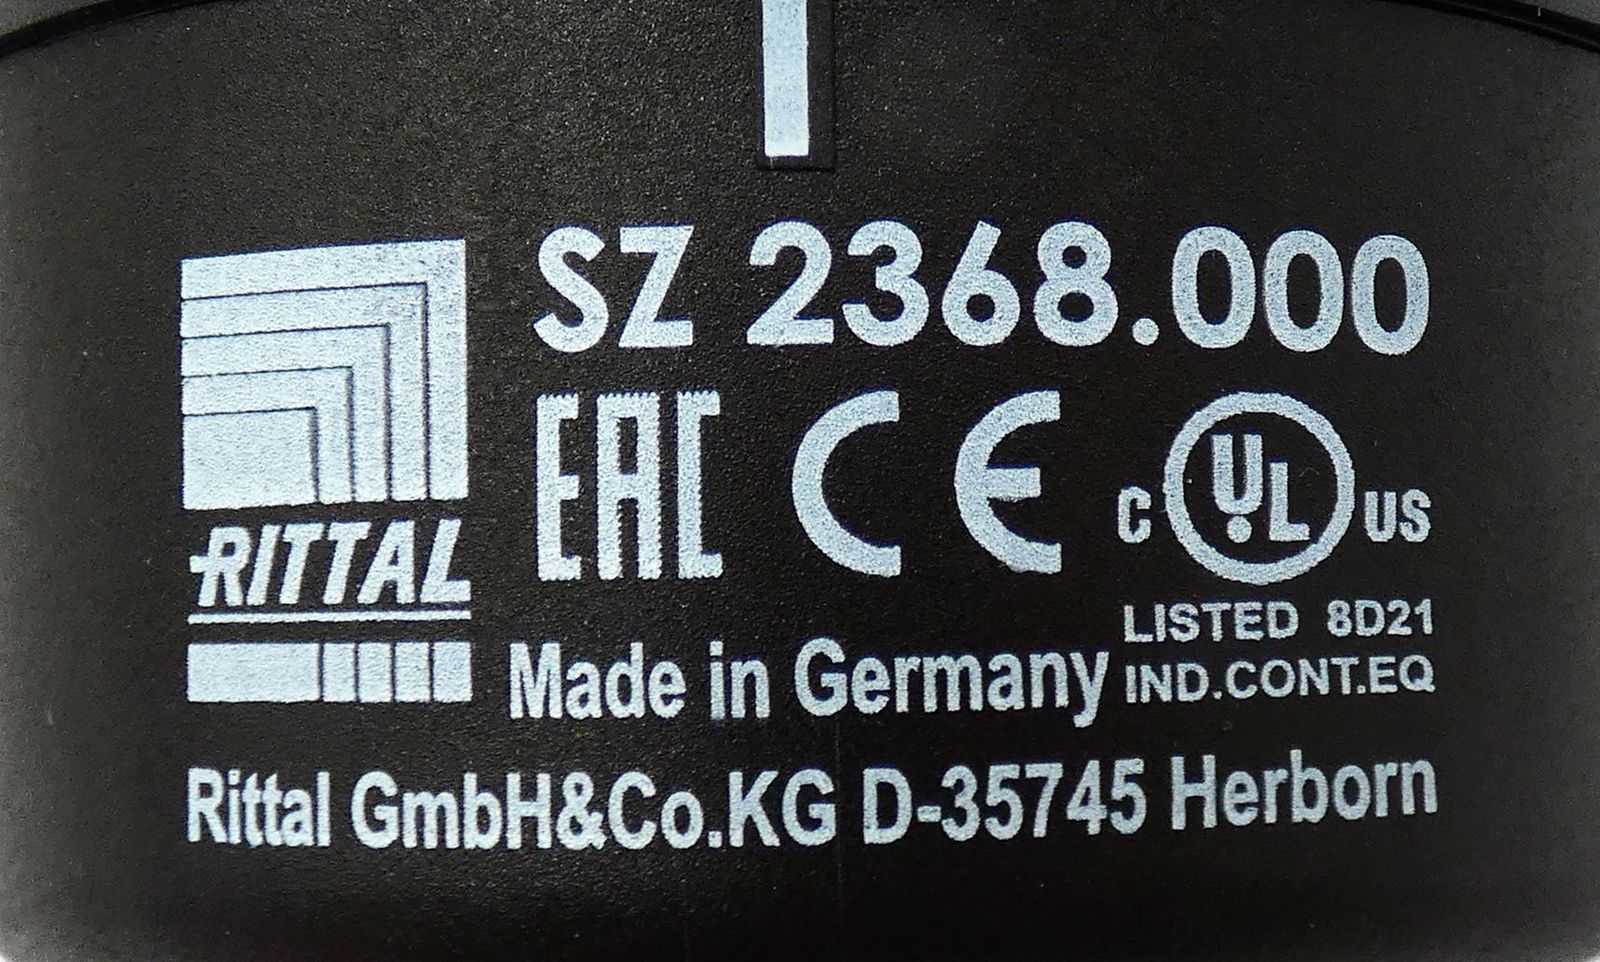 SZ 2368.000
RITTAL
EAC CE C UL US
LISTED 8D21
IND.CONT.EQ
Made in Germany
Rittal GmbH&Co.KG D-35745 Herborn